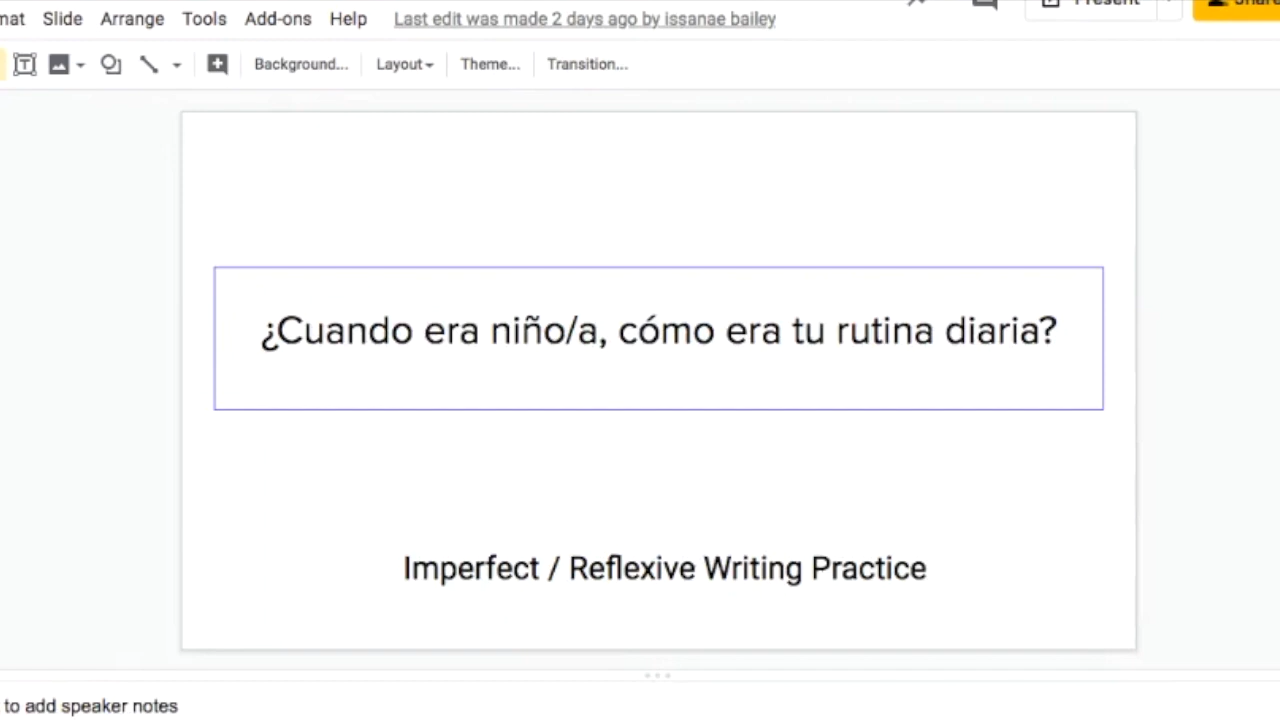 Slide Arrange Tools Add-ons Help Last edit was made 2 days ago by issanae bailey
Background... Layout Theme... Transition...
¿Cuando era niño/a, cómo era tu rutina diaria?
Imperfect / Reflexive Writing Practice
to add speaker notes